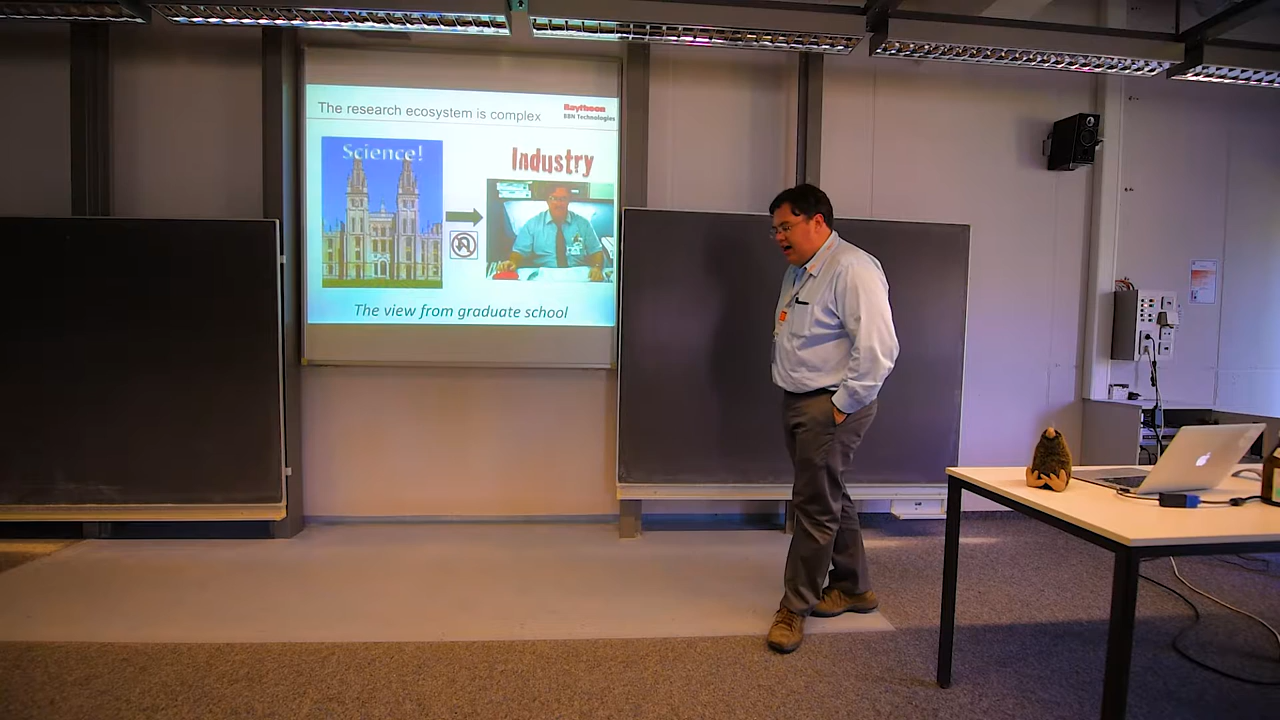 The research ecosystem is complex
Raytheon
BBN Technologies
Science!
Industry
The view from graduate school